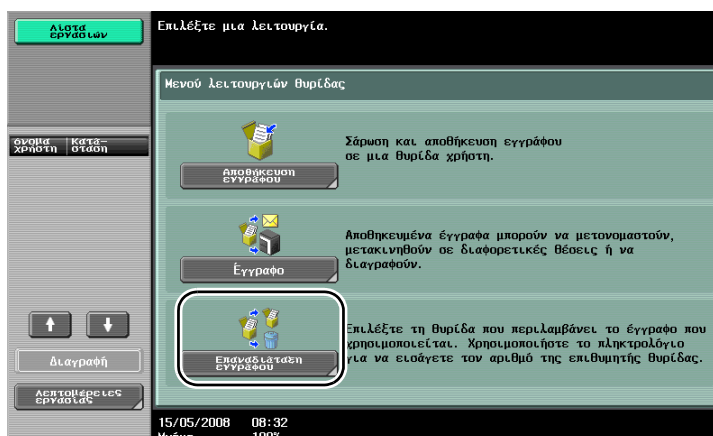 Λίστα
εργασιών
Επιλέξτε μια λειτουργία.
Μενού λειτουργιών θυρίδας
όνομα
χρήστη
Κατά-
σταση
Αποθήκευση
εγγράφου
Σάρωση και αποθήκευση εγγράφου
σε μια θυρίδα χρήστη.
Έγγραφο
Αποθηκευμένα έγγραφα μπορούν να μετονομαστούν,
μετακινηθούν σε διαφορετικές θέσεις ή να
διαγραφούν.
Επαναδιάταξη
εγγράφου
Επιλέξτε τη θυρίδα που περιλαμβάνει το έγγραφο που
χρησιμοποιείται. Χρησιμοποιήστε το πληκτρολόγιο
για να εισάγετε τον αριθμό της επιθυμητής θυρίδας.
Διαγραφή
Λεπτομέρειες
εργασίας
15/05/2008 08:32
Μνήμη 100%